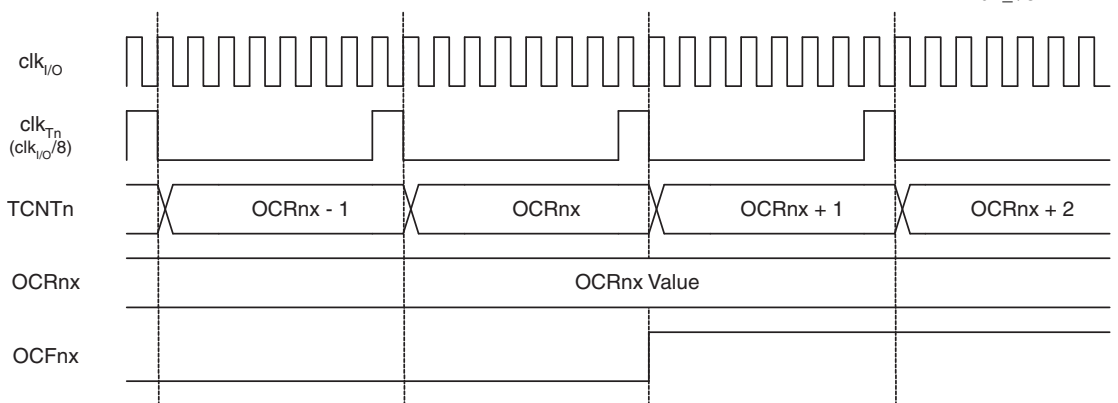 clkI/O
clkTn
(clkI/O/8)
TCNTn OCRnx - 1 OCRnx OCRnx + 1 OCRnx + 2
OCRnx OCRnx Value
OCFnx